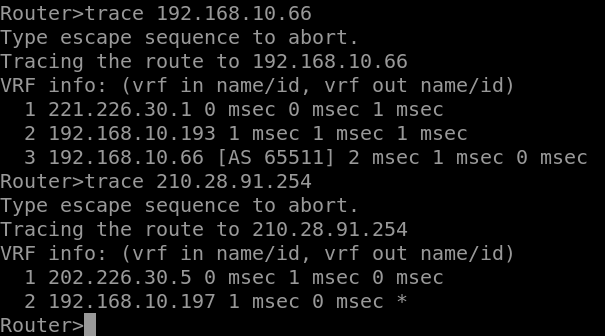 Router>trace 192.168.10.66
Type escape sequence to abort.
Tracing the route to 192.168.10.66
VRF info: (vrf in name/id, vrf out name/id)
  1 221.226.30.1 0 msec 0 msec 1 msec
  2 192.168.10.193 1 msec 1 msec 1 msec
  3 192.168.10.66 [AS 65511] 2 msec 1 msec 0 msec
Router>trace 210.28.91.254
Type escape sequence to abort.
Tracing the route to 210.28.91.254
VRF info: (vrf in name/id, vrf out name/id)
  1 202.226.30.5 0 msec 1 msec 0 msec
  2 192.168.10.197 1 msec 0 msec *
Router>